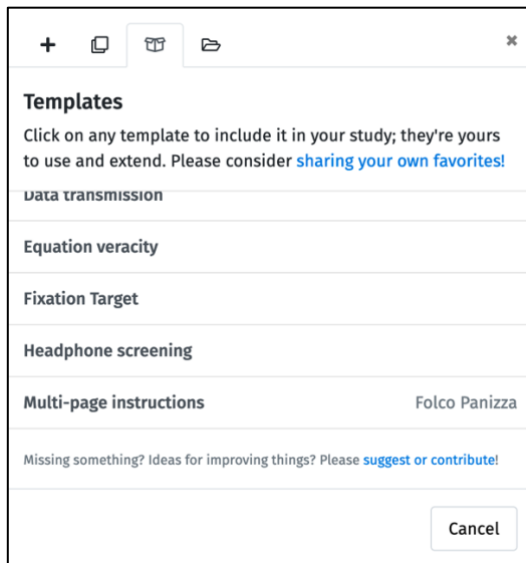 Templates
Click on any template to include it in your study; they're yours
to use and extend. Please consider sharing your own favorites!
Data transmission
Equation veracity
Fixation Target
Headphone screening
Multi-page instructions Folco Panizza
Missing something? Ideas for improving things? Please suggest or contribute!
Cancel